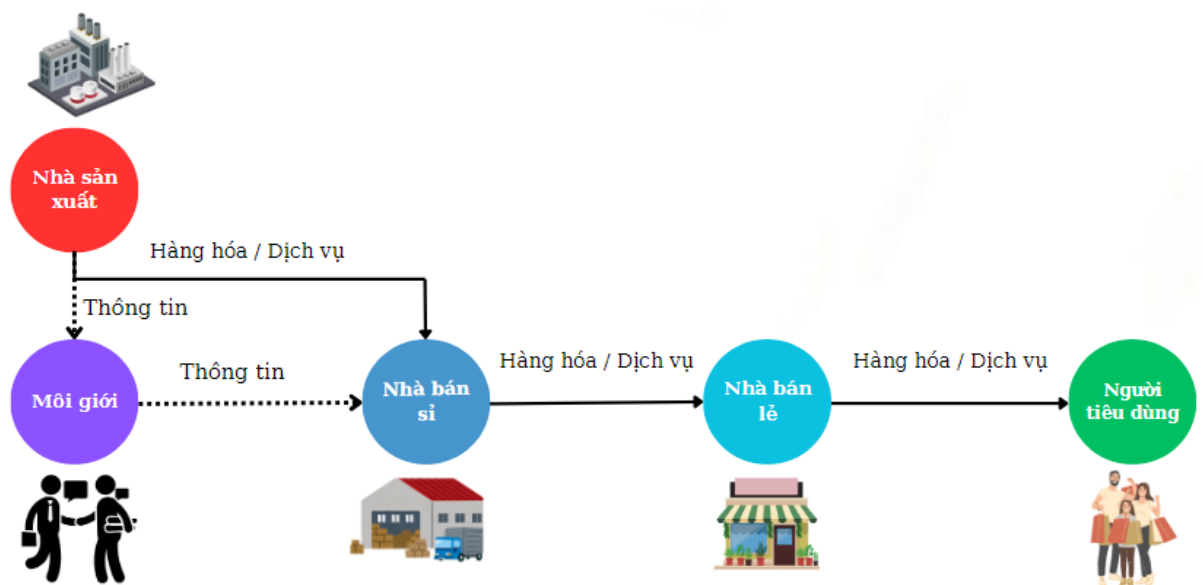 Nhà sản
xuất
Hàng hóa / Dịch vụ
Thông tin
Thông tin
Hàng hóa / Dịch vụ
Hàng hóa / Dịch vụ
Môi giới
Nhà bán
sỉ
Nhà bán
lẻ
Người
tiêu dùng